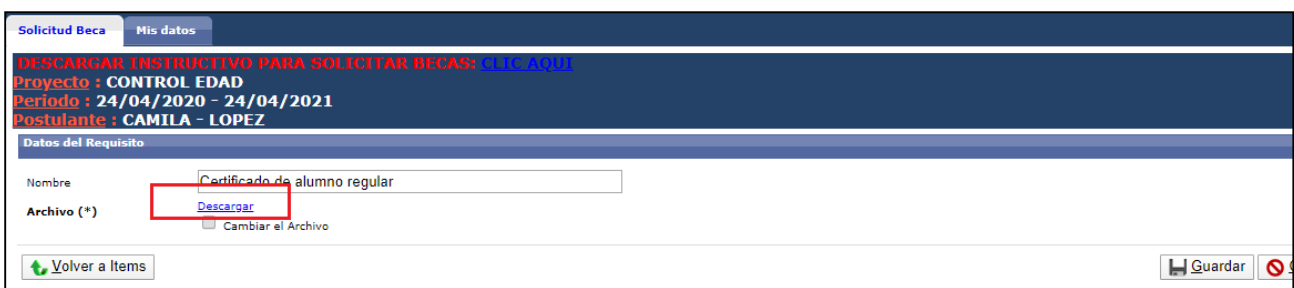 Solicitud Beca Mis datos
DESCARGAR INSTRUCTIVO PARA SOLICITAR BECAS: CLIC AQUI
Proyecto : CONTROL EDAD
Periodo : 24/04/2020 - 24/04/2021
Postulante : CAMILA - LOPEZ
Datos del Requisito
Nombre Certificado de alumno regular
Archivo (*) Descargar
Cambiar el Archivo
Volver a Items Guardar